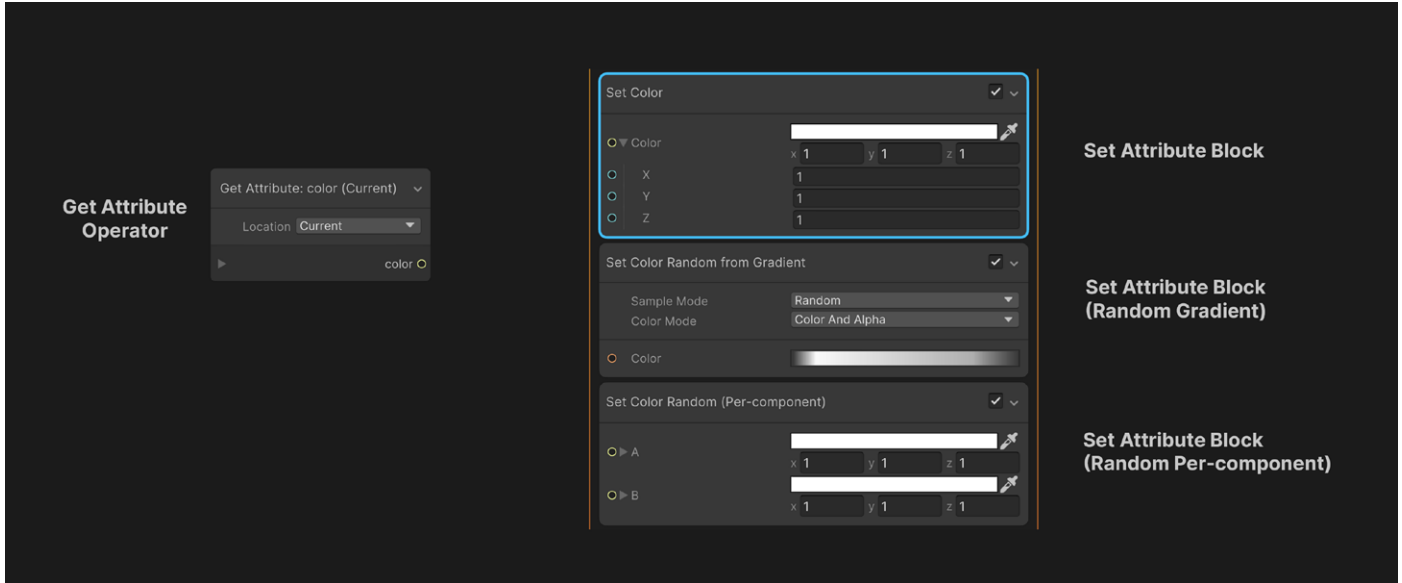 Get Attribute
Operator
Get Attribute: color (Current)
Location Current
color
Set Color
Color
x 1 y 1 z 1
X 1
Y 1
Z 1
Set Color Random from Gradient
Sample Mode Random
Color Mode Color And Alpha
Color
Set Color Random (Per-component)
A
x 1 y 1 z 1
B
x 1 y 1 z 1
Set Attribute Block
Set Attribute Block
(Random Gradient)
Set Attribute Block
(Random Per-component)